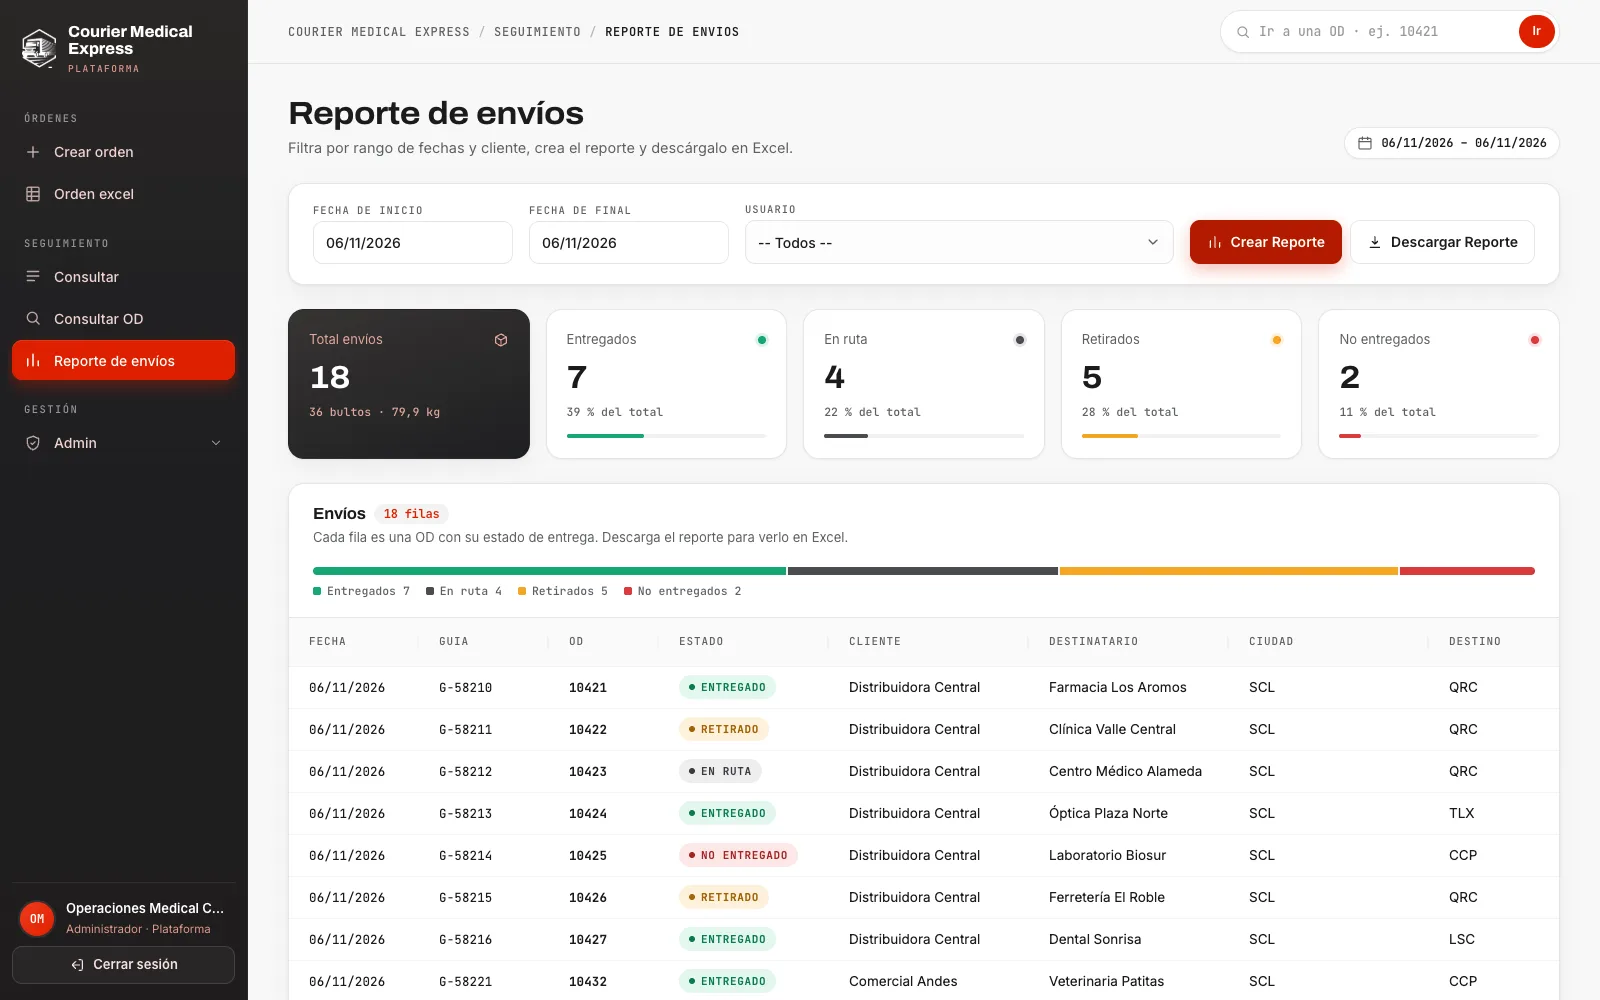 Courier Medical
Express
PLATAFORMA
ÓRDENES
Crear orden
Orden excel
SEGUIMIENTO
Consultar
Consultar OD
Reporte de envíos
GESTIÓN
Admin
OM
Operaciones Medical C...
Administrador · Plataforma
Cerrar sesión
COURIER MEDICAL EXPRESS / SEGUIMIENTO / REPORTE DE ENVIOS
Ir a una OD · ej. 10421
Ir
Reporte de envíos
Filtra por rango de fechas y cliente, crea el reporte y descárgalo en Excel.
06/11/2026 – 06/11/2026
FECHA DE INICIO
06/11/2026
FECHA DE FINAL
06/11/2026
USUARIO
-- Todos --
Crear Reporte
Descargar Reporte
Total envíos
18
36 bultos · 79,9 kg
Entregados
7
39 % del total
En ruta
4
22 % del total
Retirados
5
28 % del total
No entregados
2
11 % del total
Envíos 18 filas
Cada fila es una OD con su estado de entrega. Descarga el reporte para verlo en Excel.
Entregados 7 En ruta 4 Retirados 5 No entregados 2
FECHA GUIA OD ESTADO CLIENTE DESTINATARIO CIUDAD DESTINO
06/11/2026 G-58210 10421 ENTREGADO Distribuidora Central Farmacia Los Aromos SCL QRC
06/11/2026 G-58211 10422 RETIRADO Distribuidora Central Clínica Valle Central SCL QRC
06/11/2026 G-58212 10423 EN RUTA Distribuidora Central Centro Médico Alameda SCL QRC
06/11/2026 G-58213 10424 ENTREGADO Distribuidora Central Óptica Plaza Norte SCL TLX
06/11/2026 G-58214 10425 NO ENTREGADO Distribuidora Central Laboratorio Biosur SCL CCP
06/11/2026 G-58215 10426 RETIRADO Distribuidora Central Ferretería El Roble SCL QRC
06/11/2026 G-58216 10427 ENTREGADO Distribuidora Central Dental Sonrisa SCL LSC
06/11/2026 G-58221 10432 ENTREGADO Comercial Andes Veterinaria Patitas SCL CCP